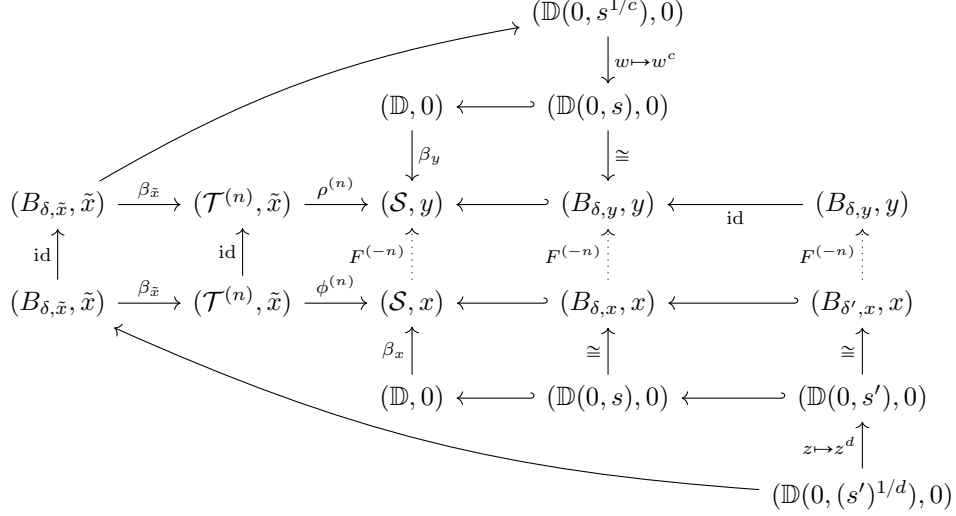 (𝔻(0, s^{1/c}), 0)
w↦w^c
(𝔻, 0) (𝔻(0, s), 0)
β_y ≅
(B_{δ,x̃}, x̃) β_{x̃} (𝒯^{(n)}, x̃) ρ^{(n)} (𝒮, y) (B_{δ,y}, y) id (B_{δ,y}, y)
id id F^{(−n)} F^{(−n)} F^{(−n)}
(B_{δ,x̃}, x̃) β_{x̃} (𝒯^{(n)}, x̃) ϕ^{(n)} (𝒮, x) (B_{δ,x}, x) (B_{δ′,x}, x)
β_x ≅ ≅
(𝔻, 0) (𝔻(0, s), 0) (𝔻(0, s′), 0)
z↦z^d
(𝔻(0, (s′)^{1/d}), 0)